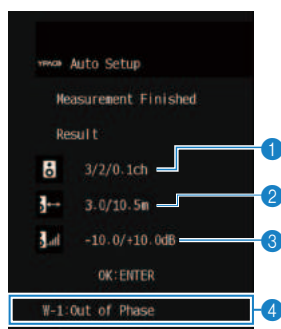 YPAO Auto Setup
Measurement Finished
Result
3/2/0.1ch
1
3.0/10.5m
2
-10.0/+10.0dB
3
OK:ENTER
W-1:Out of Phase
4